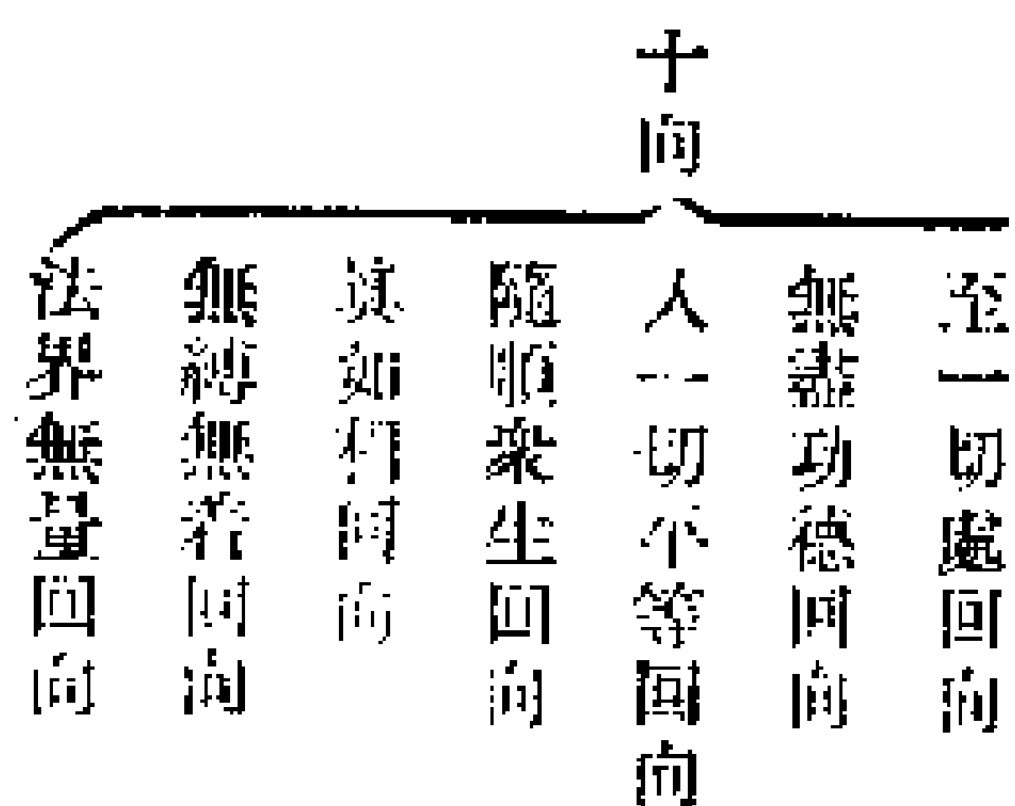 十向
至一切處回向
無盡功德回向
入一切平等回向
隨順衆生回向
真如相回向
無縛無著回向
法界無量回向